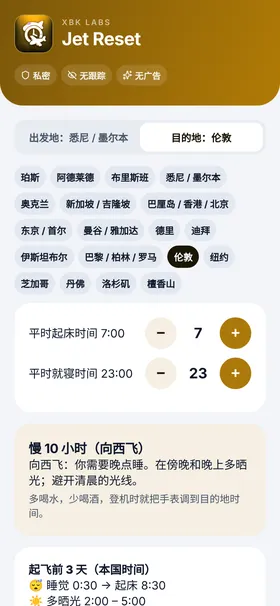 XBK LABS
Jet Reset
私密 无跟踪 无广告
出发地：悉尼 / 墨尔本 目的地：伦敦
珀斯 阿德莱德 布里斯班 悉尼 / 墨尔本
奥克兰 新加坡 / 吉隆坡 巴厘岛 / 香港 / 北京
东京 / 首尔 曼谷 / 雅加达 德里 迪拜
伊斯坦布尔 巴黎 / 柏林 / 罗马 伦敦 纽约
芝加哥 丹佛 洛杉矶 檀香山
平时起床时间 7:00 − 7 +
平时就寝时间 23:00 − 23 +
慢 10 小时（向西飞）
向西飞：你需要晚点睡。在傍晚和晚上多晒
光；避开清晨的光线。
多喝水，少喝酒，登机时就把手表调到目的地时
间。
起飞前 3 天（本国时间）
😴 睡觉 0:30 → 起床 8:30
☀️ 多晒光 2:00 – 5:00